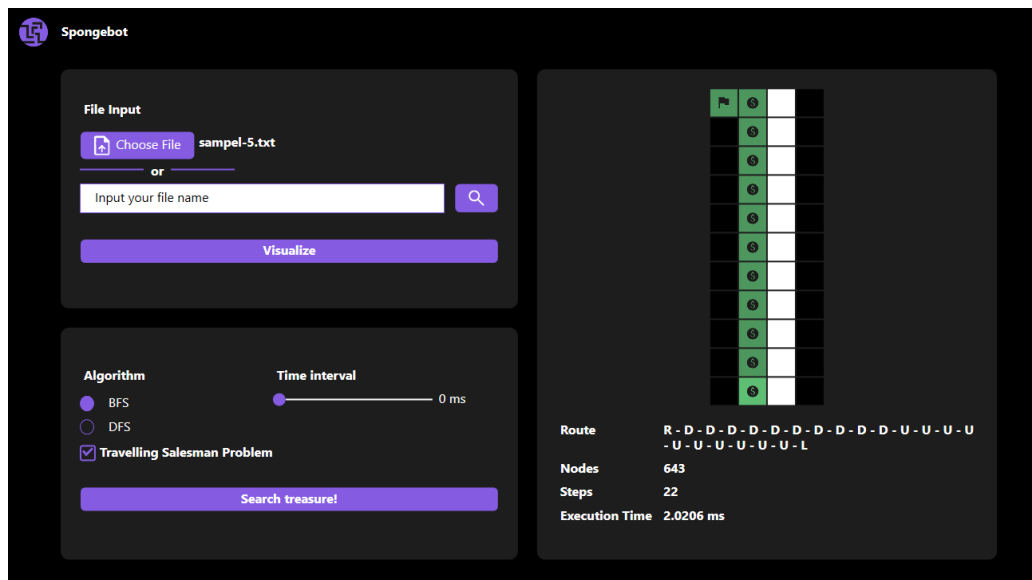 Spongebot
File Input
Choose File sampel-5.txt
or
Input your file name
Visualize
Algorithm
Time interval
BFS
0 ms
DFS
Travelling Salesman Problem
Search treasure!
Route R - D - D - D - D - D - D - D - D - D - D - U - U - U - U
- U - U - U - U - U - U - L
Nodes 643
Steps 22
Execution Time 2.0206 ms